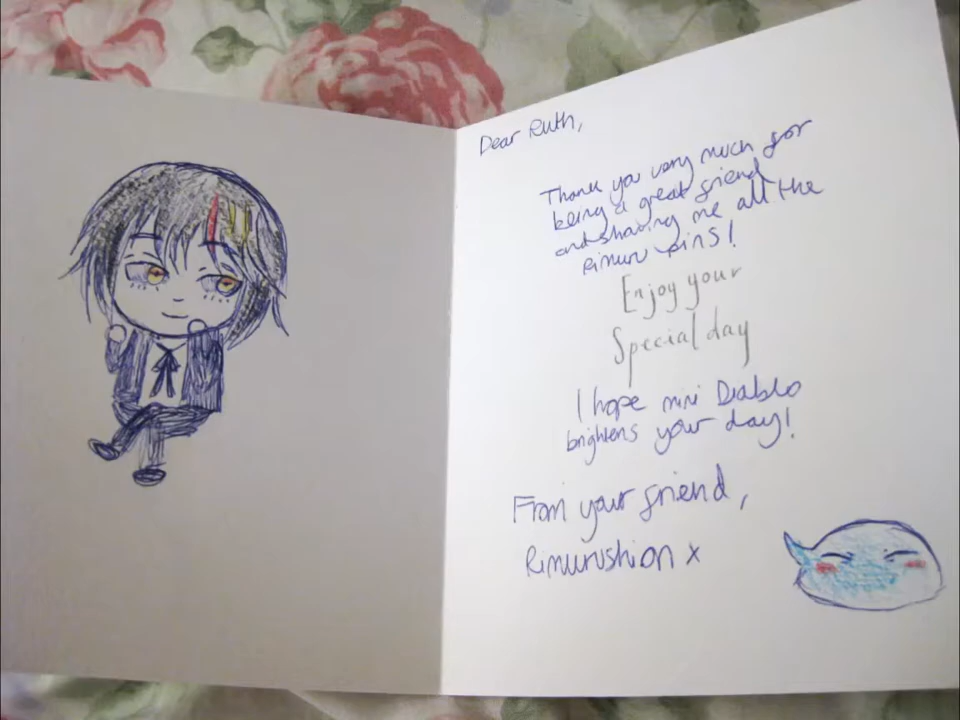 Dear Ruth,
Thank you very much for
being a great friend
and sharing me all the
Rimuru pins!
Enjoy your
Special day
I hope mini Diablo
brightens your day!
From your friend,
Rimurushion x